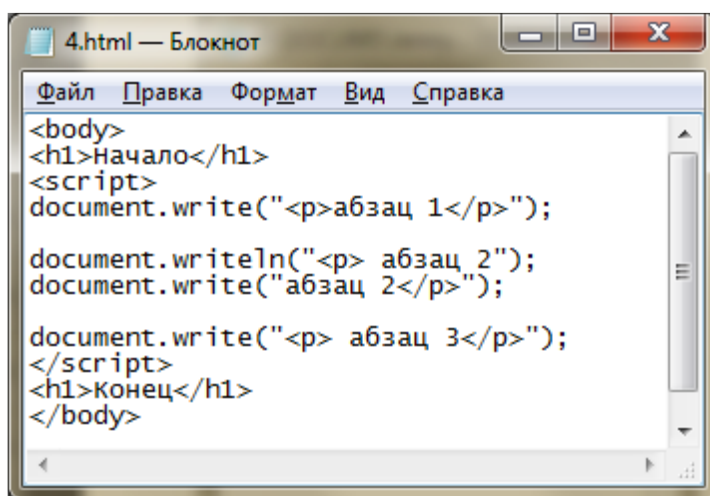 4.html — Блокнот
Файл Правка Формат Вид Справка
<body>
<h1>Начало</h1>
<script>
document.write("<p>абзац 1</p>");
document.writeln("<p> абзац 2");
document.write("абзац 2</p>");
document.write("<p> абзац 3</p>");
</script>
<h1>Конец</h1>
</body>